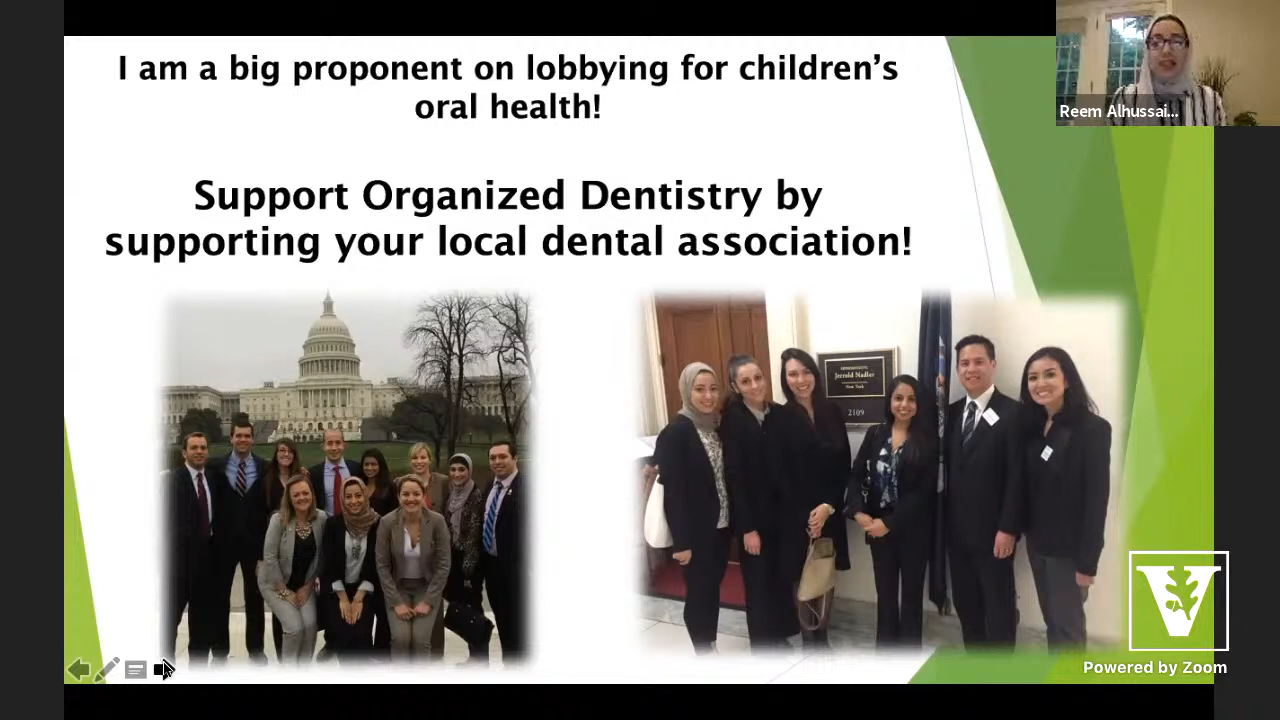 I am a big proponent on lobbying for children’s
oral health!
Support Organized Dentistry by
supporting your local dental association!
Reem Alhussai...
REPRESENTATIVE
Jerrold Nadler
New York
2109
V
Powered by Zoom